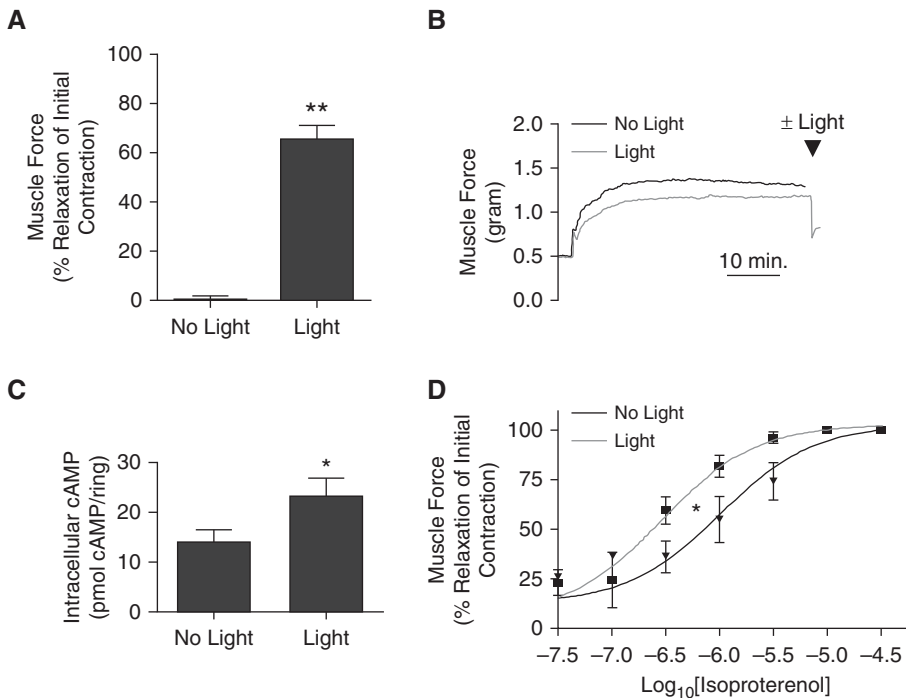 A
Muscle Force
(% Relaxation of Initial
Contraction)
100
80
60
40
20
0
**
No Light
Light
B
Muscle Force
(gram)
2.0
1.5
1.0
0.5
0.0
No Light
Light
± Light
10 min.
C
Intracellular cAMP
(pmol cAMP/ring)
30
20
10
0
*
No Light
Light
D
Muscle Force
(% Relaxation of Initial
Contraction)
100
75
50
25
0
No Light
Light
*
–7.5 –7.0 –6.5 –6.0 –5.5 –5.0 –4.5
Log10[Isoproterenol]